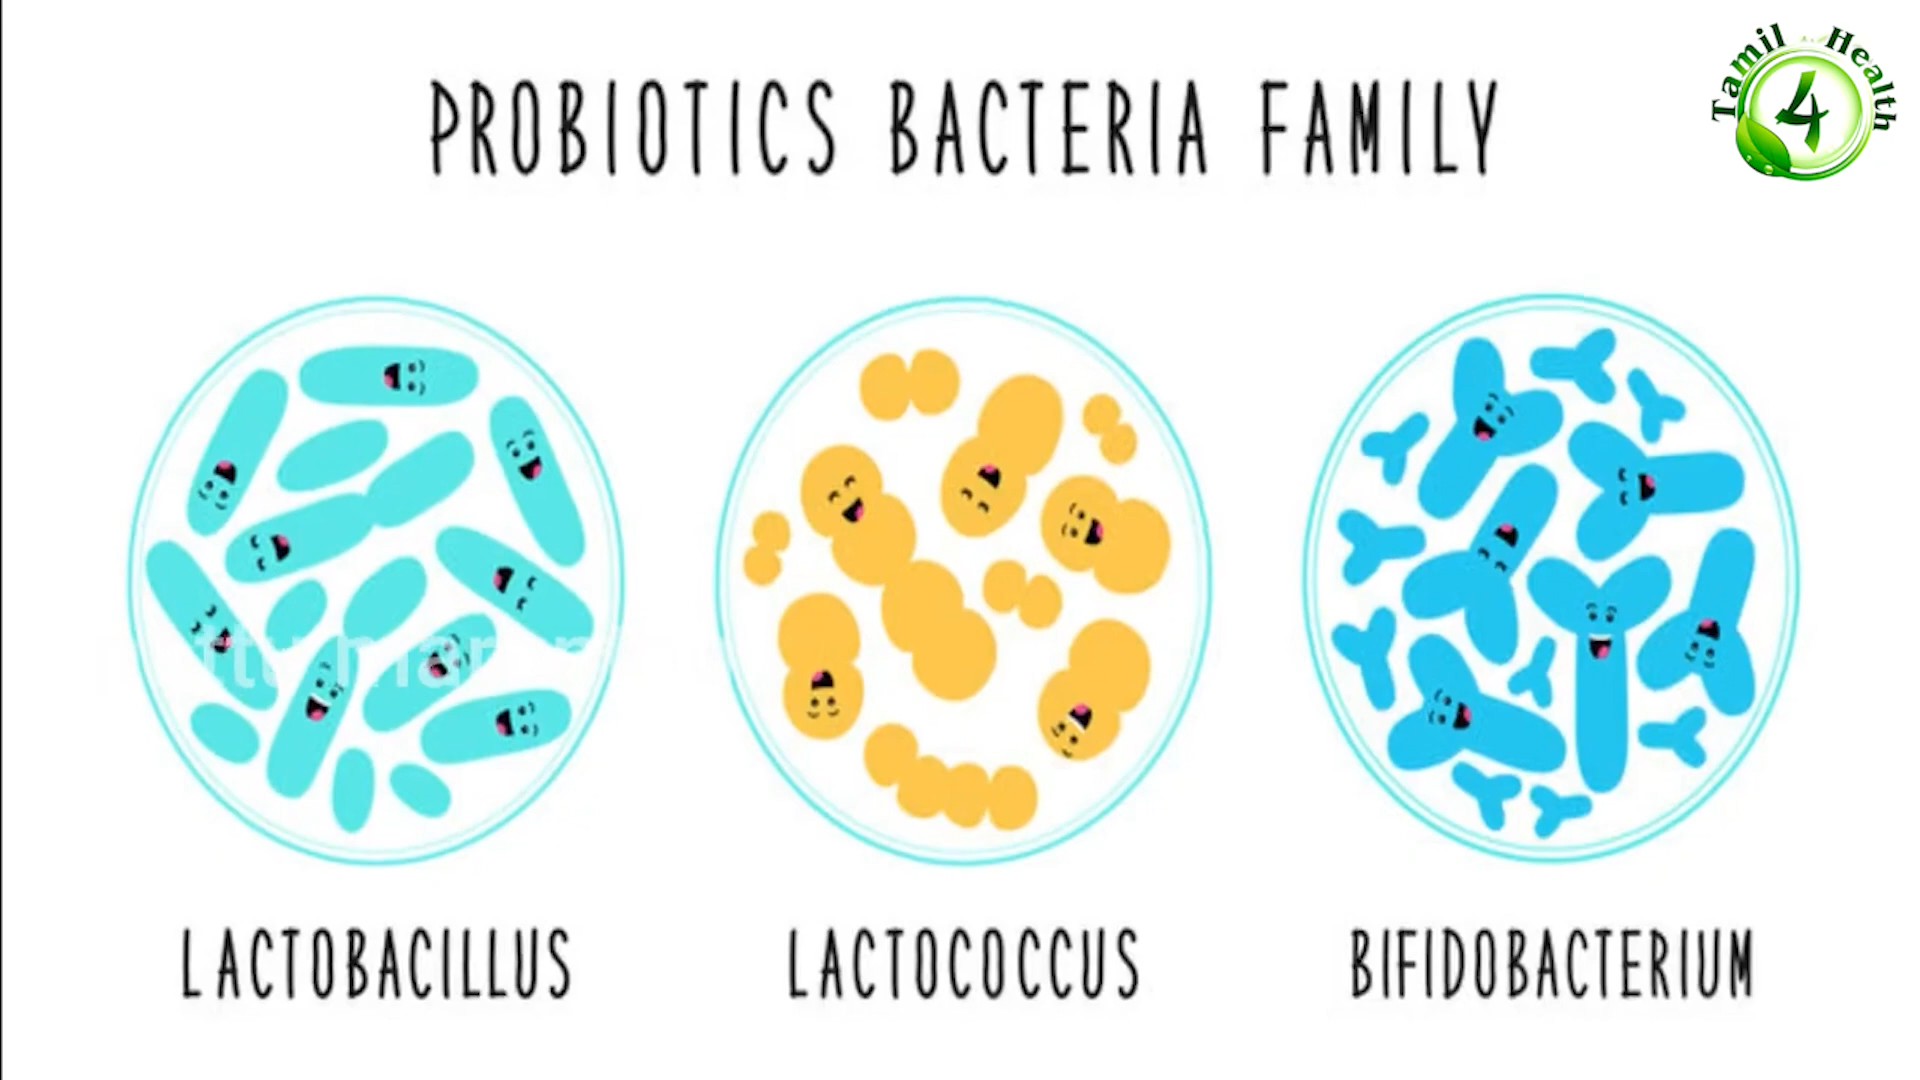 Tamil Health
4
PROBIOTICS BACTERIA FAMILY
LACTOBACILLUS
LACTOCOCCUS
BIFIDOBACTERIUM